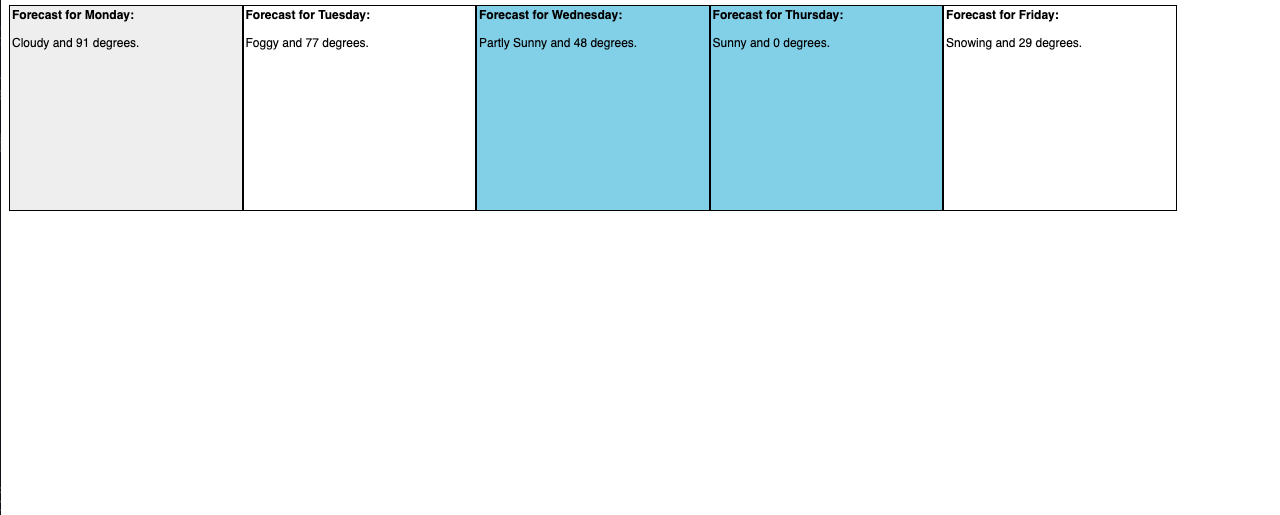 Forecast for Monday:
Cloudy and 91 degrees.
Forecast for Tuesday:
Foggy and 77 degrees.
Forecast for Wednesday:
Partly Sunny and 48 degrees.
Forecast for Thursday:
Sunny and 0 degrees.
Forecast for Friday:
Snowing and 29 degrees.